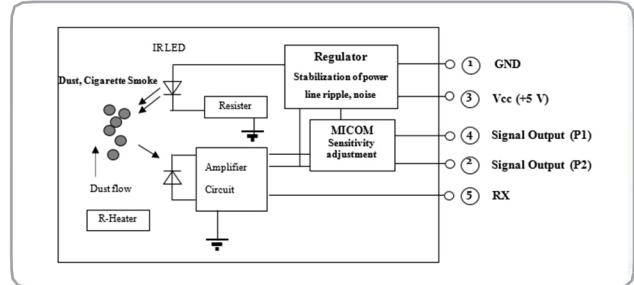 IR LED
Regulator
Stabilization of power
line ripple, noise
1 GND
Dust, Cigarette Smoke
Resister
3 Vcc (+5 V)
MICOM
Sensitivity
adjustment
4 Signal Output (P1)
Amplifier
Circuit
2 Signal Output (P2)
Dust flow
5 RX
R-Heater